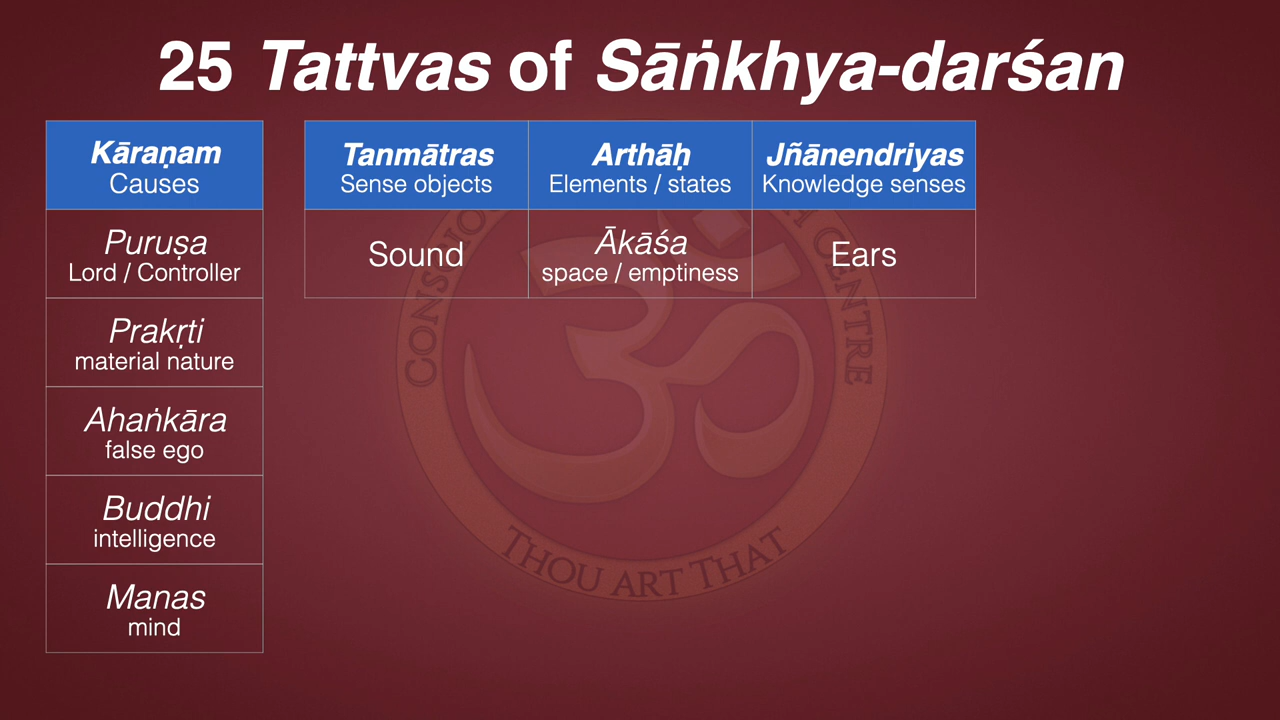 25 Tattvas of Sāṅkhya-darśan
Kāraṇam
Causes
Puruṣa
Lord / Controller
Prakṛti
material nature
Ahaṅkāra
false ego
Buddhi
intelligence
Manas
mind
Tanmātras
Sense objects
Arthāḥ
Elements / states
Jñānendriyas
Knowledge senses
Sound
Ākāśa
space / emptiness
Ears
ॐ
THOU ART THAT